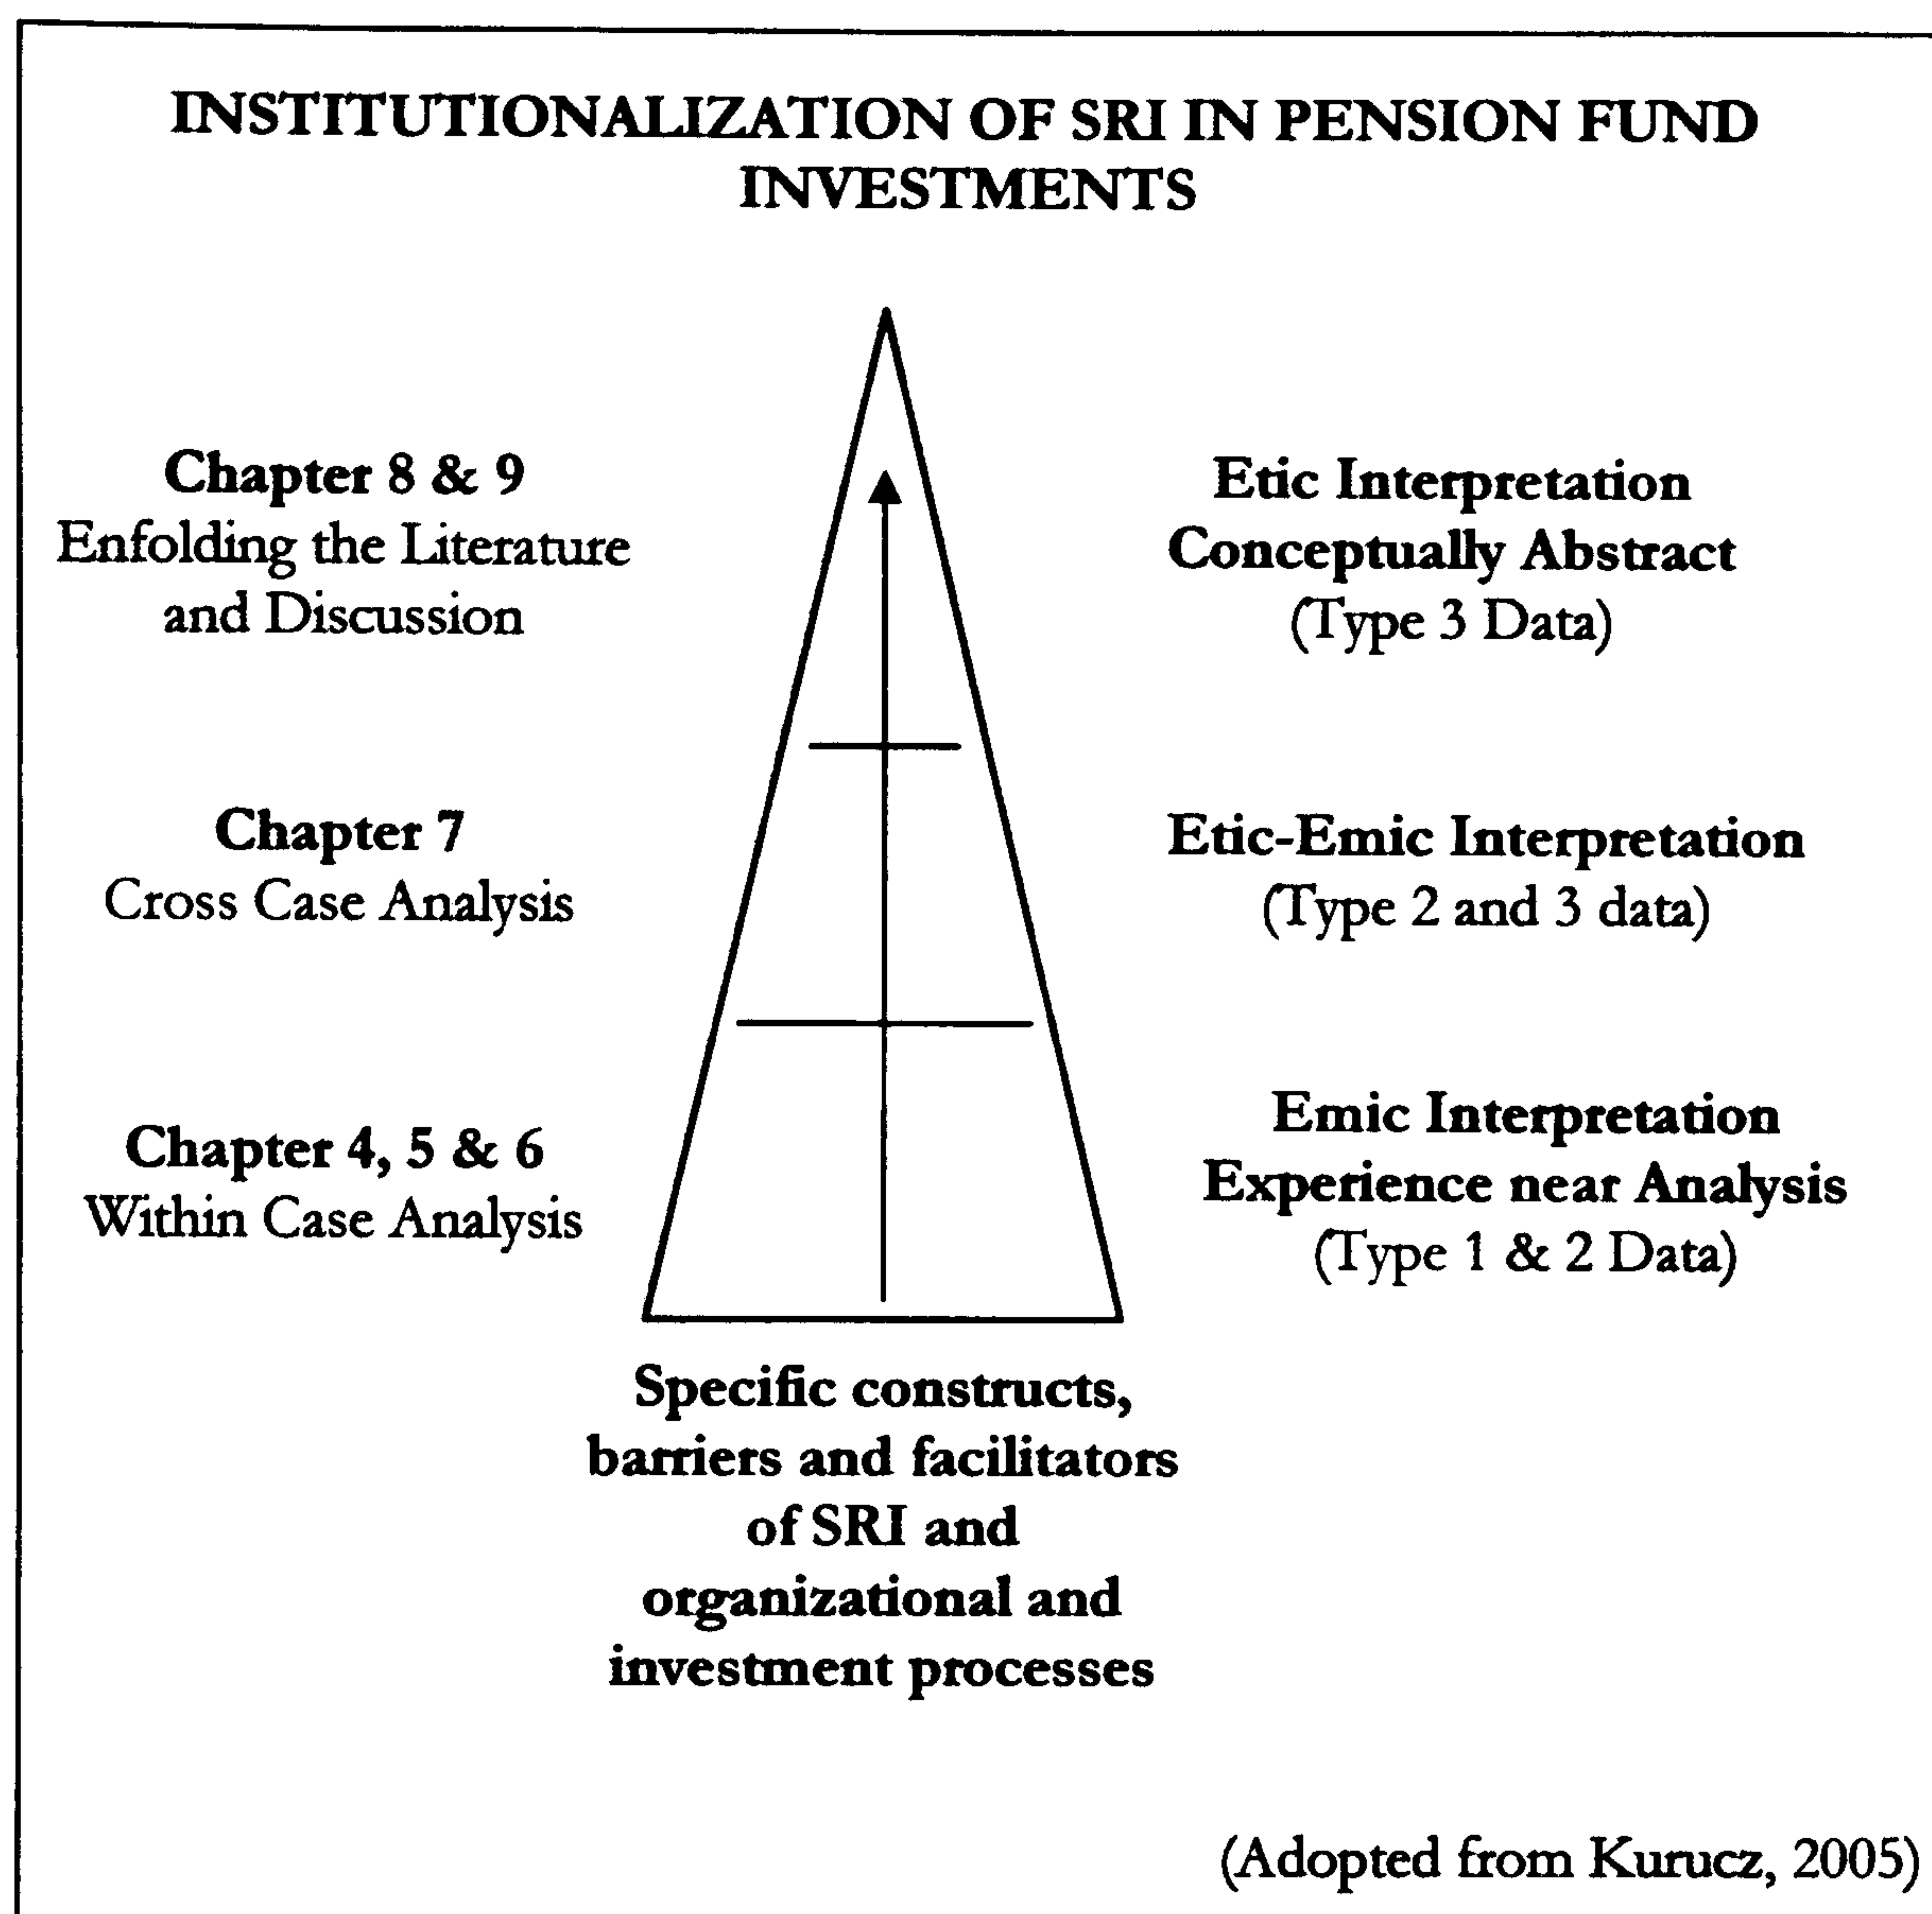 INSTITUTIONALIZATION OF SRI IN PENSION FUND
INVESTMENTS
Chapter 8 & 9
Enfolding the Literature
and Discussion
Etic Interpretation
Conceptually Abstract
(Type 3 Data)
Chapter 7
Cross Case Analysis
Etic-Emic Interpretation
(Type 2 and 3 data)
Chapter 4, 5 & 6
Within Case Analysis
Emic Interpretation
Experience near Analysis
(Type 1 & 2 Data)
Specific constructs,
barriers and facilitators
of SRI and
organizational and
investment processes
(Adopted from Kurucz, 2005)